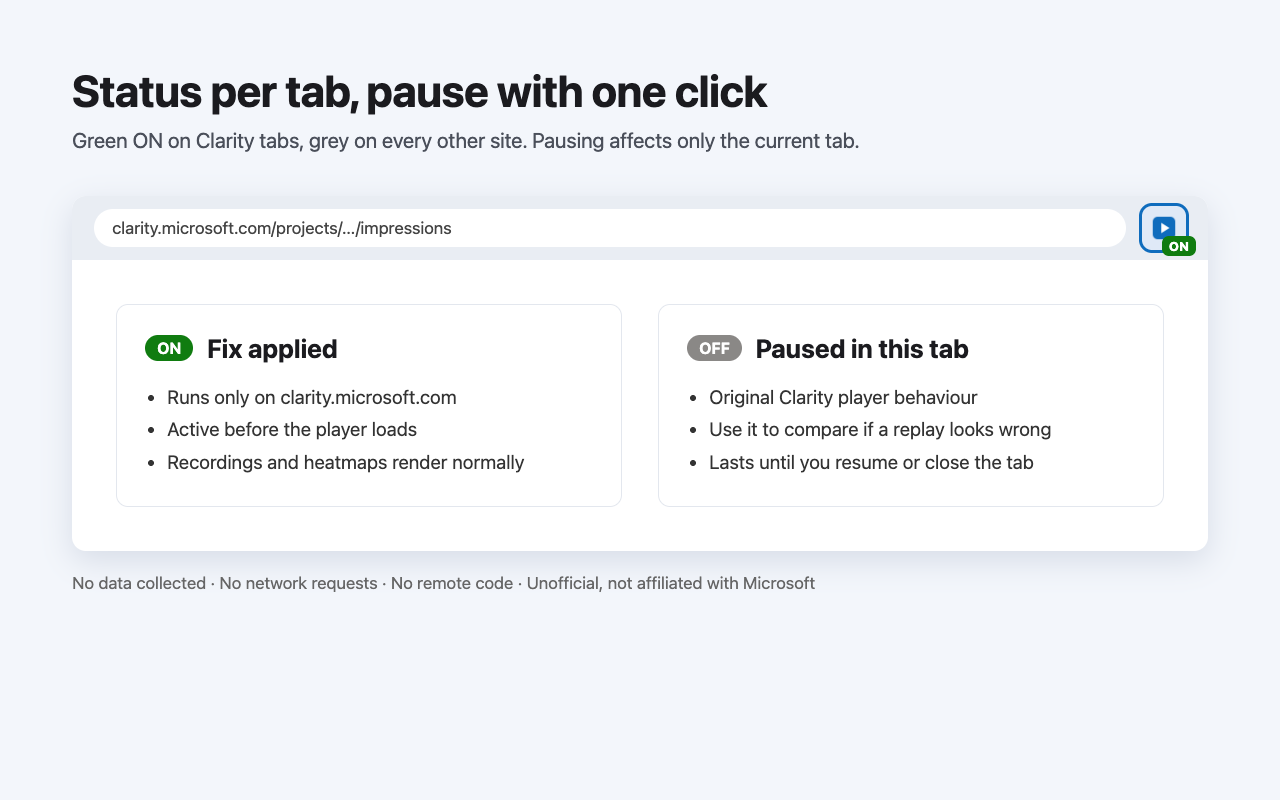 Status per tab, pause with one click
Green ON on Clarity tabs, grey on every other site. Pausing affects only the current tab.
clarity.microsoft.com/projects/.../impressions
ON
ON Fix applied
• Runs only on clarity.microsoft.com
• Active before the player loads
• Recordings and heatmaps render normally
OFF Paused in this tab
• Original Clarity player behaviour
• Use it to compare if a replay looks wrong
• Lasts until you resume or close the tab
No data collected · No network requests · No remote code · Unofficial, not affiliated with Microsoft